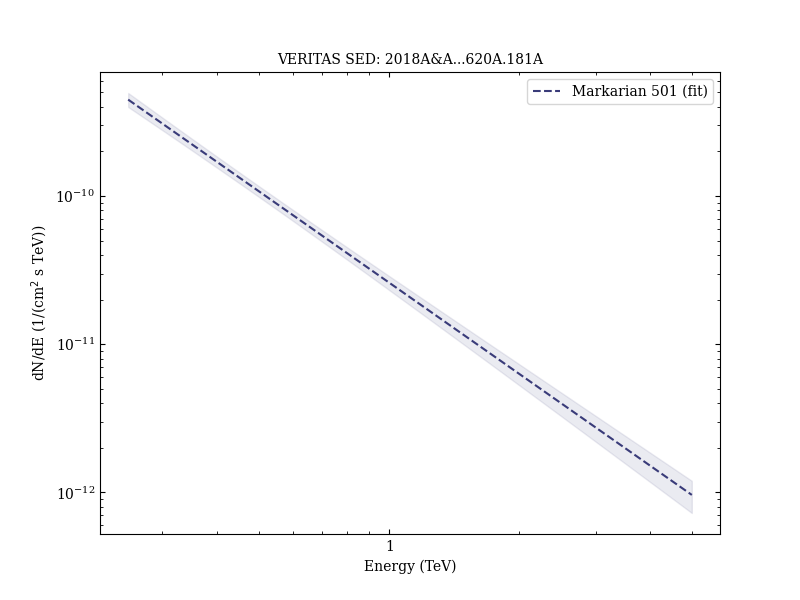 VERITAS SED: 2018A&A...620A.181A
Markarian 501 (fit)
dN/dE (1/(cm² s TeV))
10⁻¹⁰
10⁻¹¹
10⁻¹²
1
Energy (TeV)